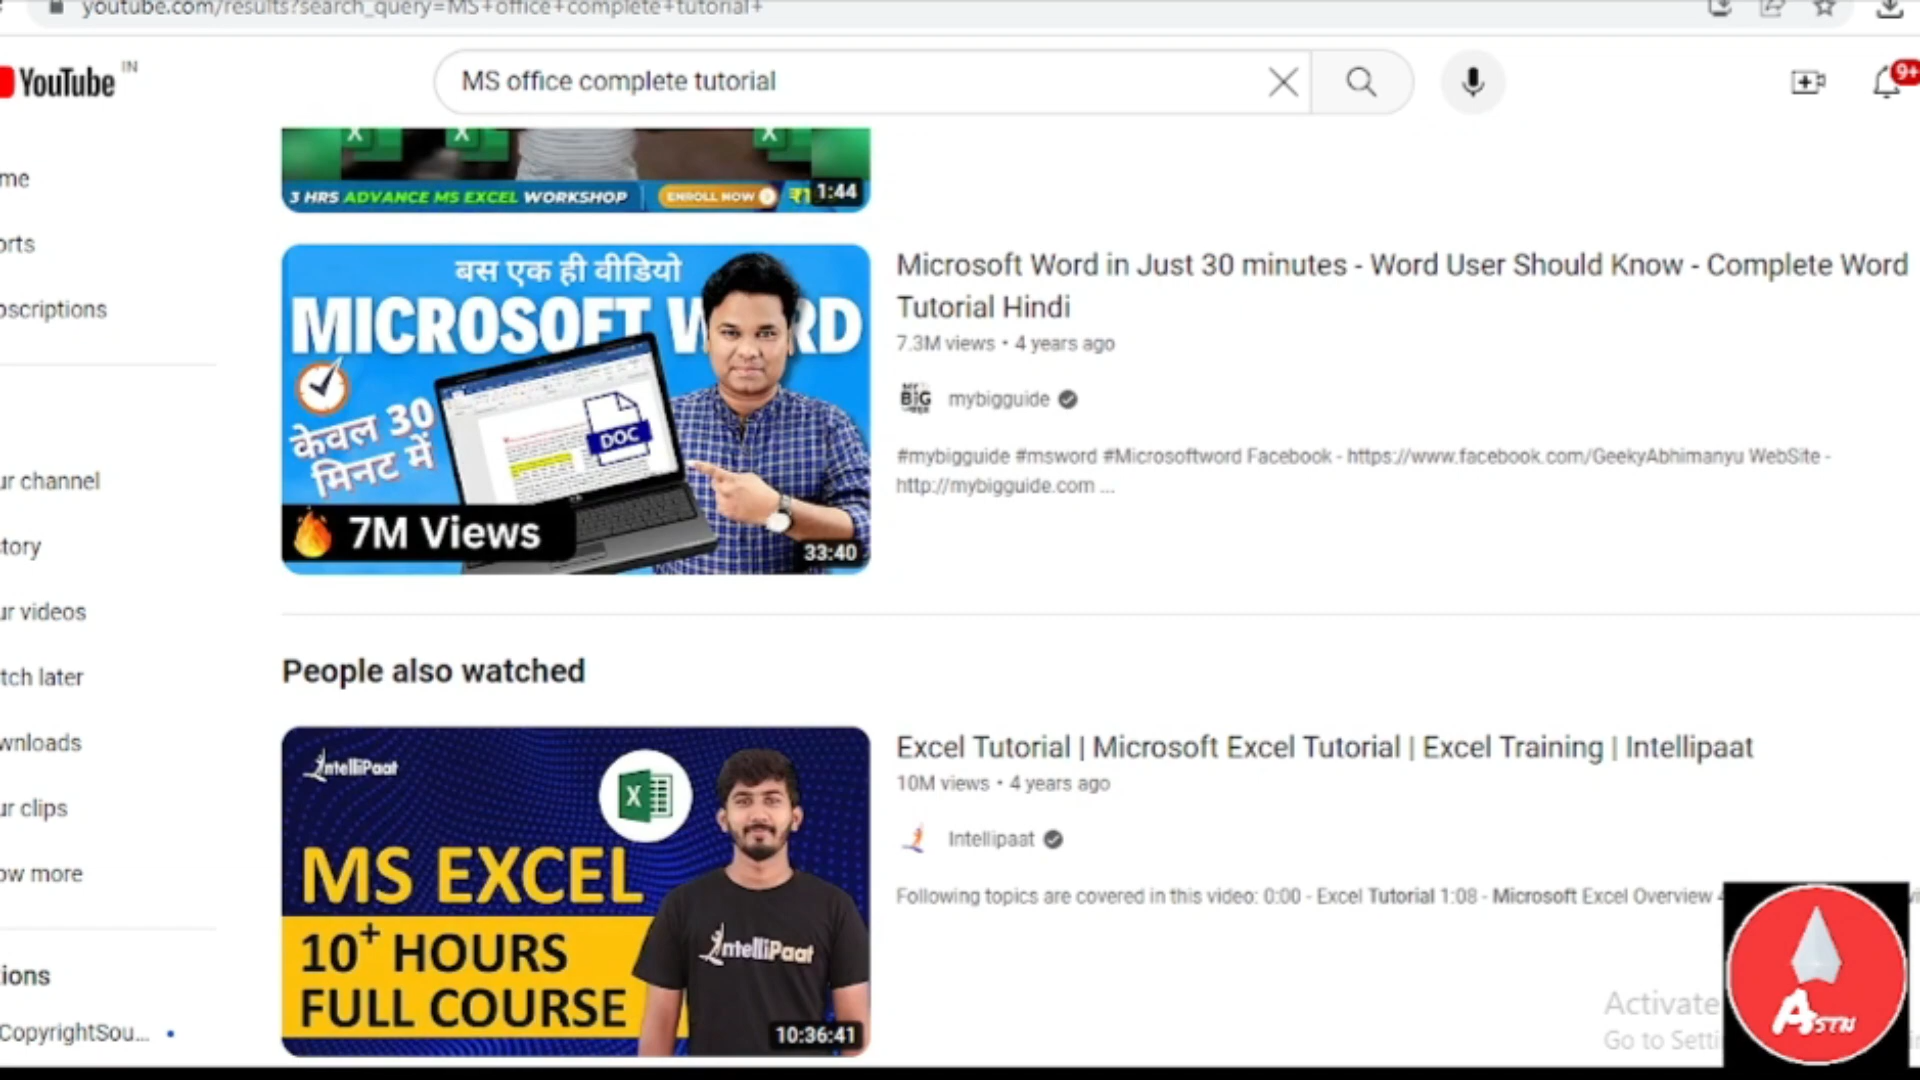 youtube.com/results?search_query=MS+office+complete+tutorial+
YouTube IN
MS office complete tutorial
9+
me
orts
oscriptions
ur channel
tory
ur videos
tch later
wnloads
ur clips
ow more
ions
CopyrightSou...
X X X
3 HRS ADVANCE MS EXCEL WORKSHOP
ENROLL NOW
₹1
1:44
बस एक ही वीडियो
MICROSOFT W RD
केवल 30
मिनट में
DOC
7M Views
33:40
Microsoft Word in Just 30 minutes - Word User Should Know - Complete Word
Tutorial Hindi
7.3M views • 4 years ago
MY BIG
mybigguide
#mybigguide #msword #Microsoftword Facebook - https://www.facebook.com/GeekyAbhimanyu WebSite -
http://mybigguide.com ...
People also watched
IntelliPaat
X
MS EXCEL
10+ HOURS
FULL COURSE
IntelliPaat
10:36:41
Excel Tutorial | Microsoft Excel Tutorial | Excel Training | Intellipaat
10M views • 4 years ago
Intellipaat
Following topics are covered in this video: 0:00 - Excel Tutorial 1:08 - Microsoft Excel Overview
Activate
Go to Setti
ASTN